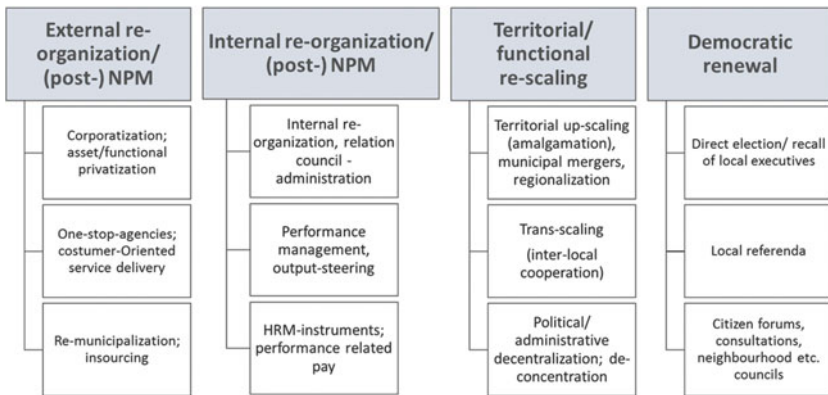 External re-
organization/
(post-) NPM
Corporatization;
asset/functional
privatization
One-stop-agencies;
costumer-Oriented
service delivery
Re-municipalization;
insourcing
Internal re-organization/
(post-) NPM
Internal re-
organization, relation
council -
administration
Performance
management,
output-steering
HRM-instruments;
performance related
pay
Territorial/
functional
re-scaling
Territorial up-scaling
(amalgamation),
municipal mergers,
regionalization
Trans-scaling
(inter-local
cooperation)
Political/
administrative
decentralization; de-
concentration
Democratic
renewal
Direct election/ recall
of local executives
Local referenda
Citizen forums,
consultations,
neighbourhood etc.
councils